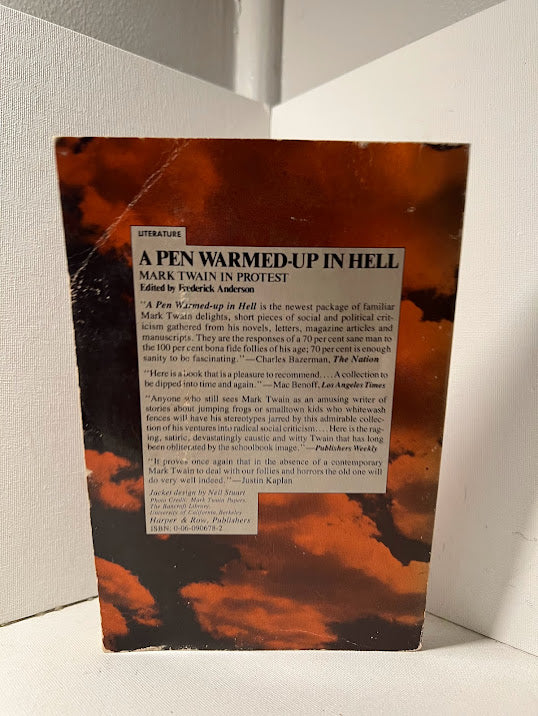 LITERATURE
A PEN WARMED-UP IN HELL
MARK TWAIN IN PROTEST
Edited by Frederick Anderson
"A Pen Warmed-up in Hell is the newest package of familiar
Mark Twain delights, short pieces of social and political crit-
icism gathered from his novels, letters, magazine articles and
manuscripts. They are the responses of a 70 per cent sane man to
the 100 per cent bona fide follies of his age; 70 per cent is enough
sanity to be fascinating."—Charles Bazerman, The Nation
"Here is a book that is a pleasure to recommend. . . . A collection to
be dipped into time and again."—Mac Benoff, Los Angeles Times
"Anyone who still sees Mark Twain as an amusing writer of
stories about jumping frogs or smalltown kids who whitewash
fences will have his stereotypes jarred by this admirable collec-
tion of his ventures into radical social criticism. . . . Here is the rag-
ing, satiric, devastatingly caustic and witty Twain that has long
been obliterated by the schoolbook image."—Publishers Weekly
"It proves once again that in the absence of a contemporary
Mark Twain to deal with our follies and horrors the old one will
do very well indeed."—Justin Kaplan
Jacket design by Neil Stuart
Photo Credit: Mark Twain Papers,
The Bancroft Library,
University of California, Berkeley
Harper & Row, Publishers
ISBN: 0-06-090678-2